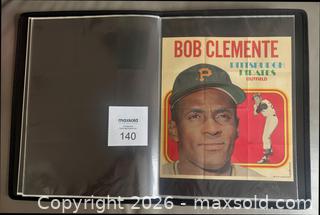 BOB CLEMENTE
PITTSBURGH
PIRATES
OUTFIELD
P
maxsold
140
Copyright 2026 - maxsold.com